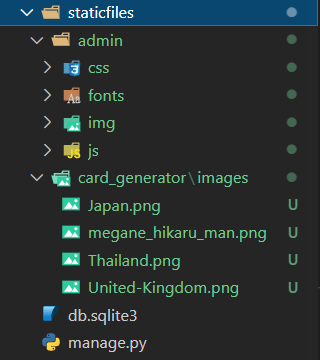 staticfiles
admin
css
fonts
img
js
card_generator\images
Japan.png U
megane_hikaru_man.png U
Thailand.png U
United-Kingdom.png U
db.sqlite3
manage.py